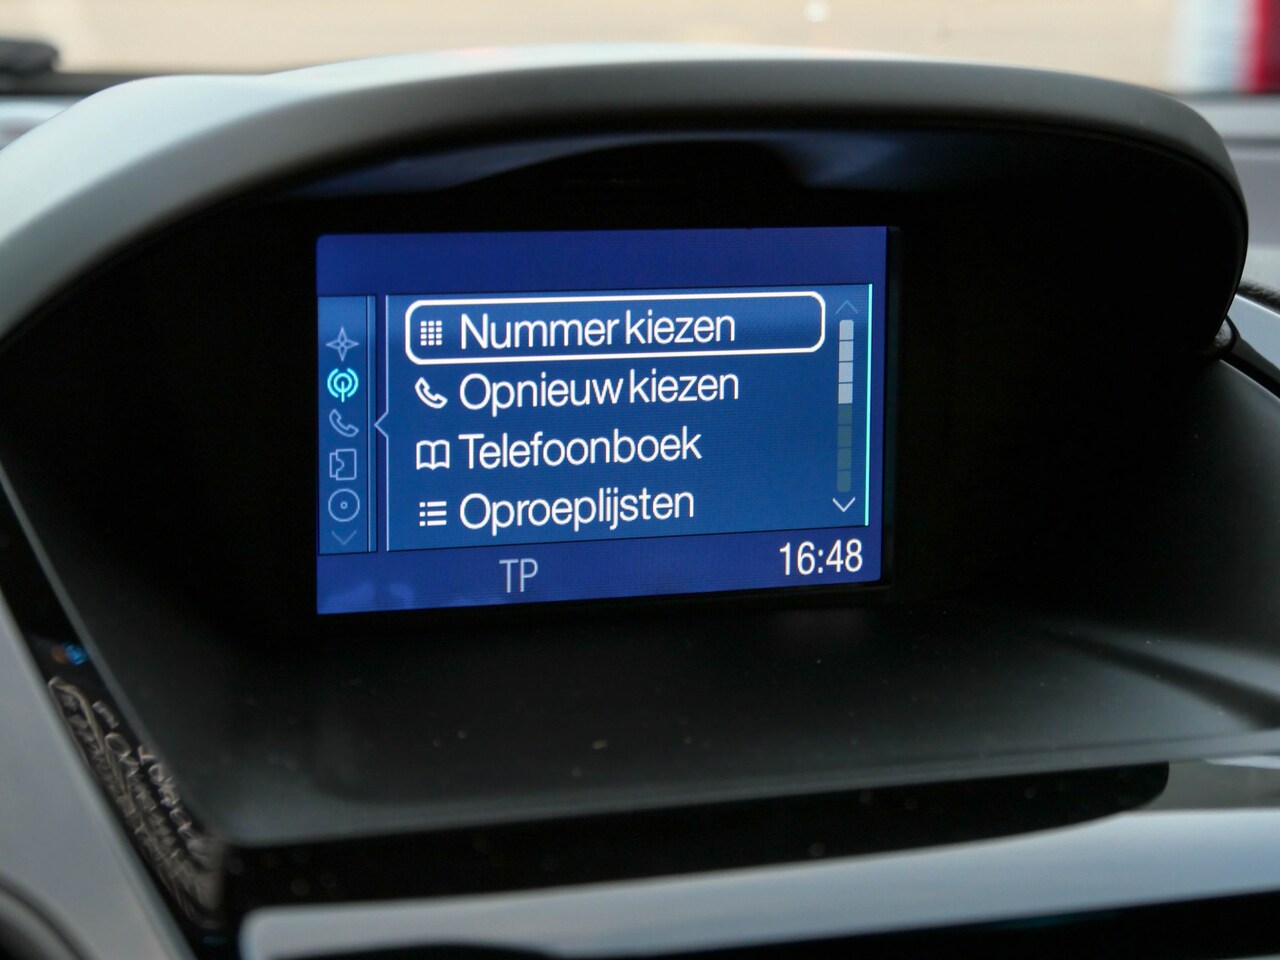 Nummer kiezen
Opnieuw kiezen
Telefoonboek
Oproeplijsten
TP
16:48